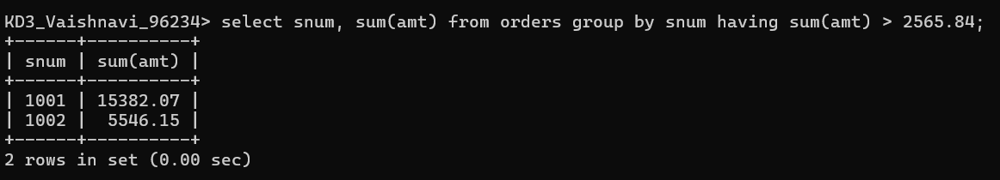 KD3_Vaishnavi_96234> select snum, sum(amt) from orders group by snum having sum(amt) > 2565.84;
+------+----------+
| snum | sum(amt) |
+------+----------+
| 1001 | 15382.07 |
| 1002 |  5546.15 |
+------+----------+
2 rows in set (0.00 sec)